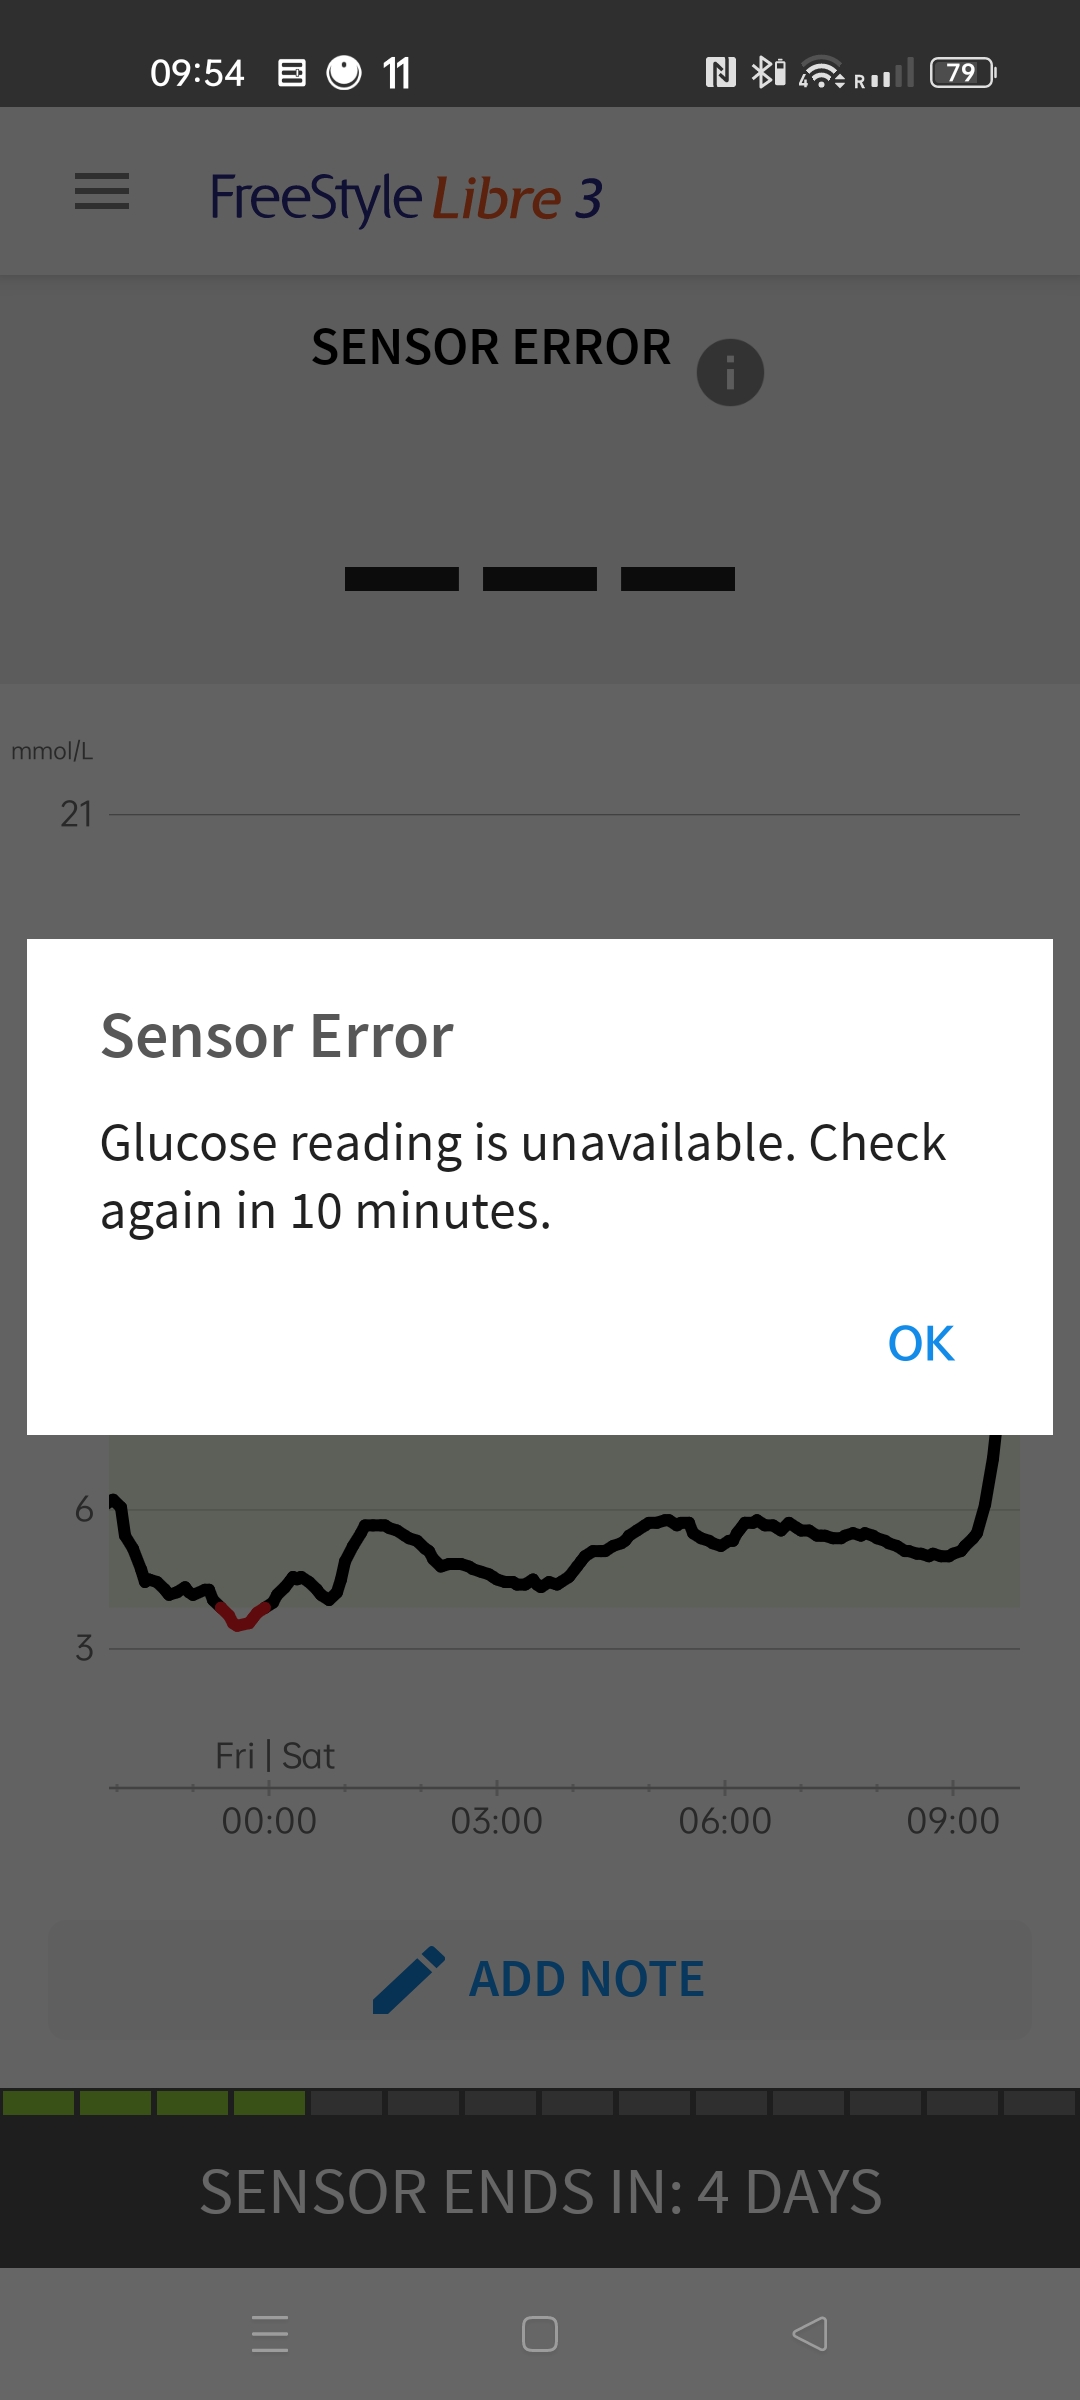 09:54
11
4
R
79
FreeStyle Libre 3
SENSOR ERROR
i
mmol/L
21
Sensor Error
Glucose reading is unavailable. Check
again in 10 minutes.
OK
6
3
Fri | Sat
00:00 03:00 06:00 09:00
ADD NOTE
SENSOR ENDS IN: 4 DAYS